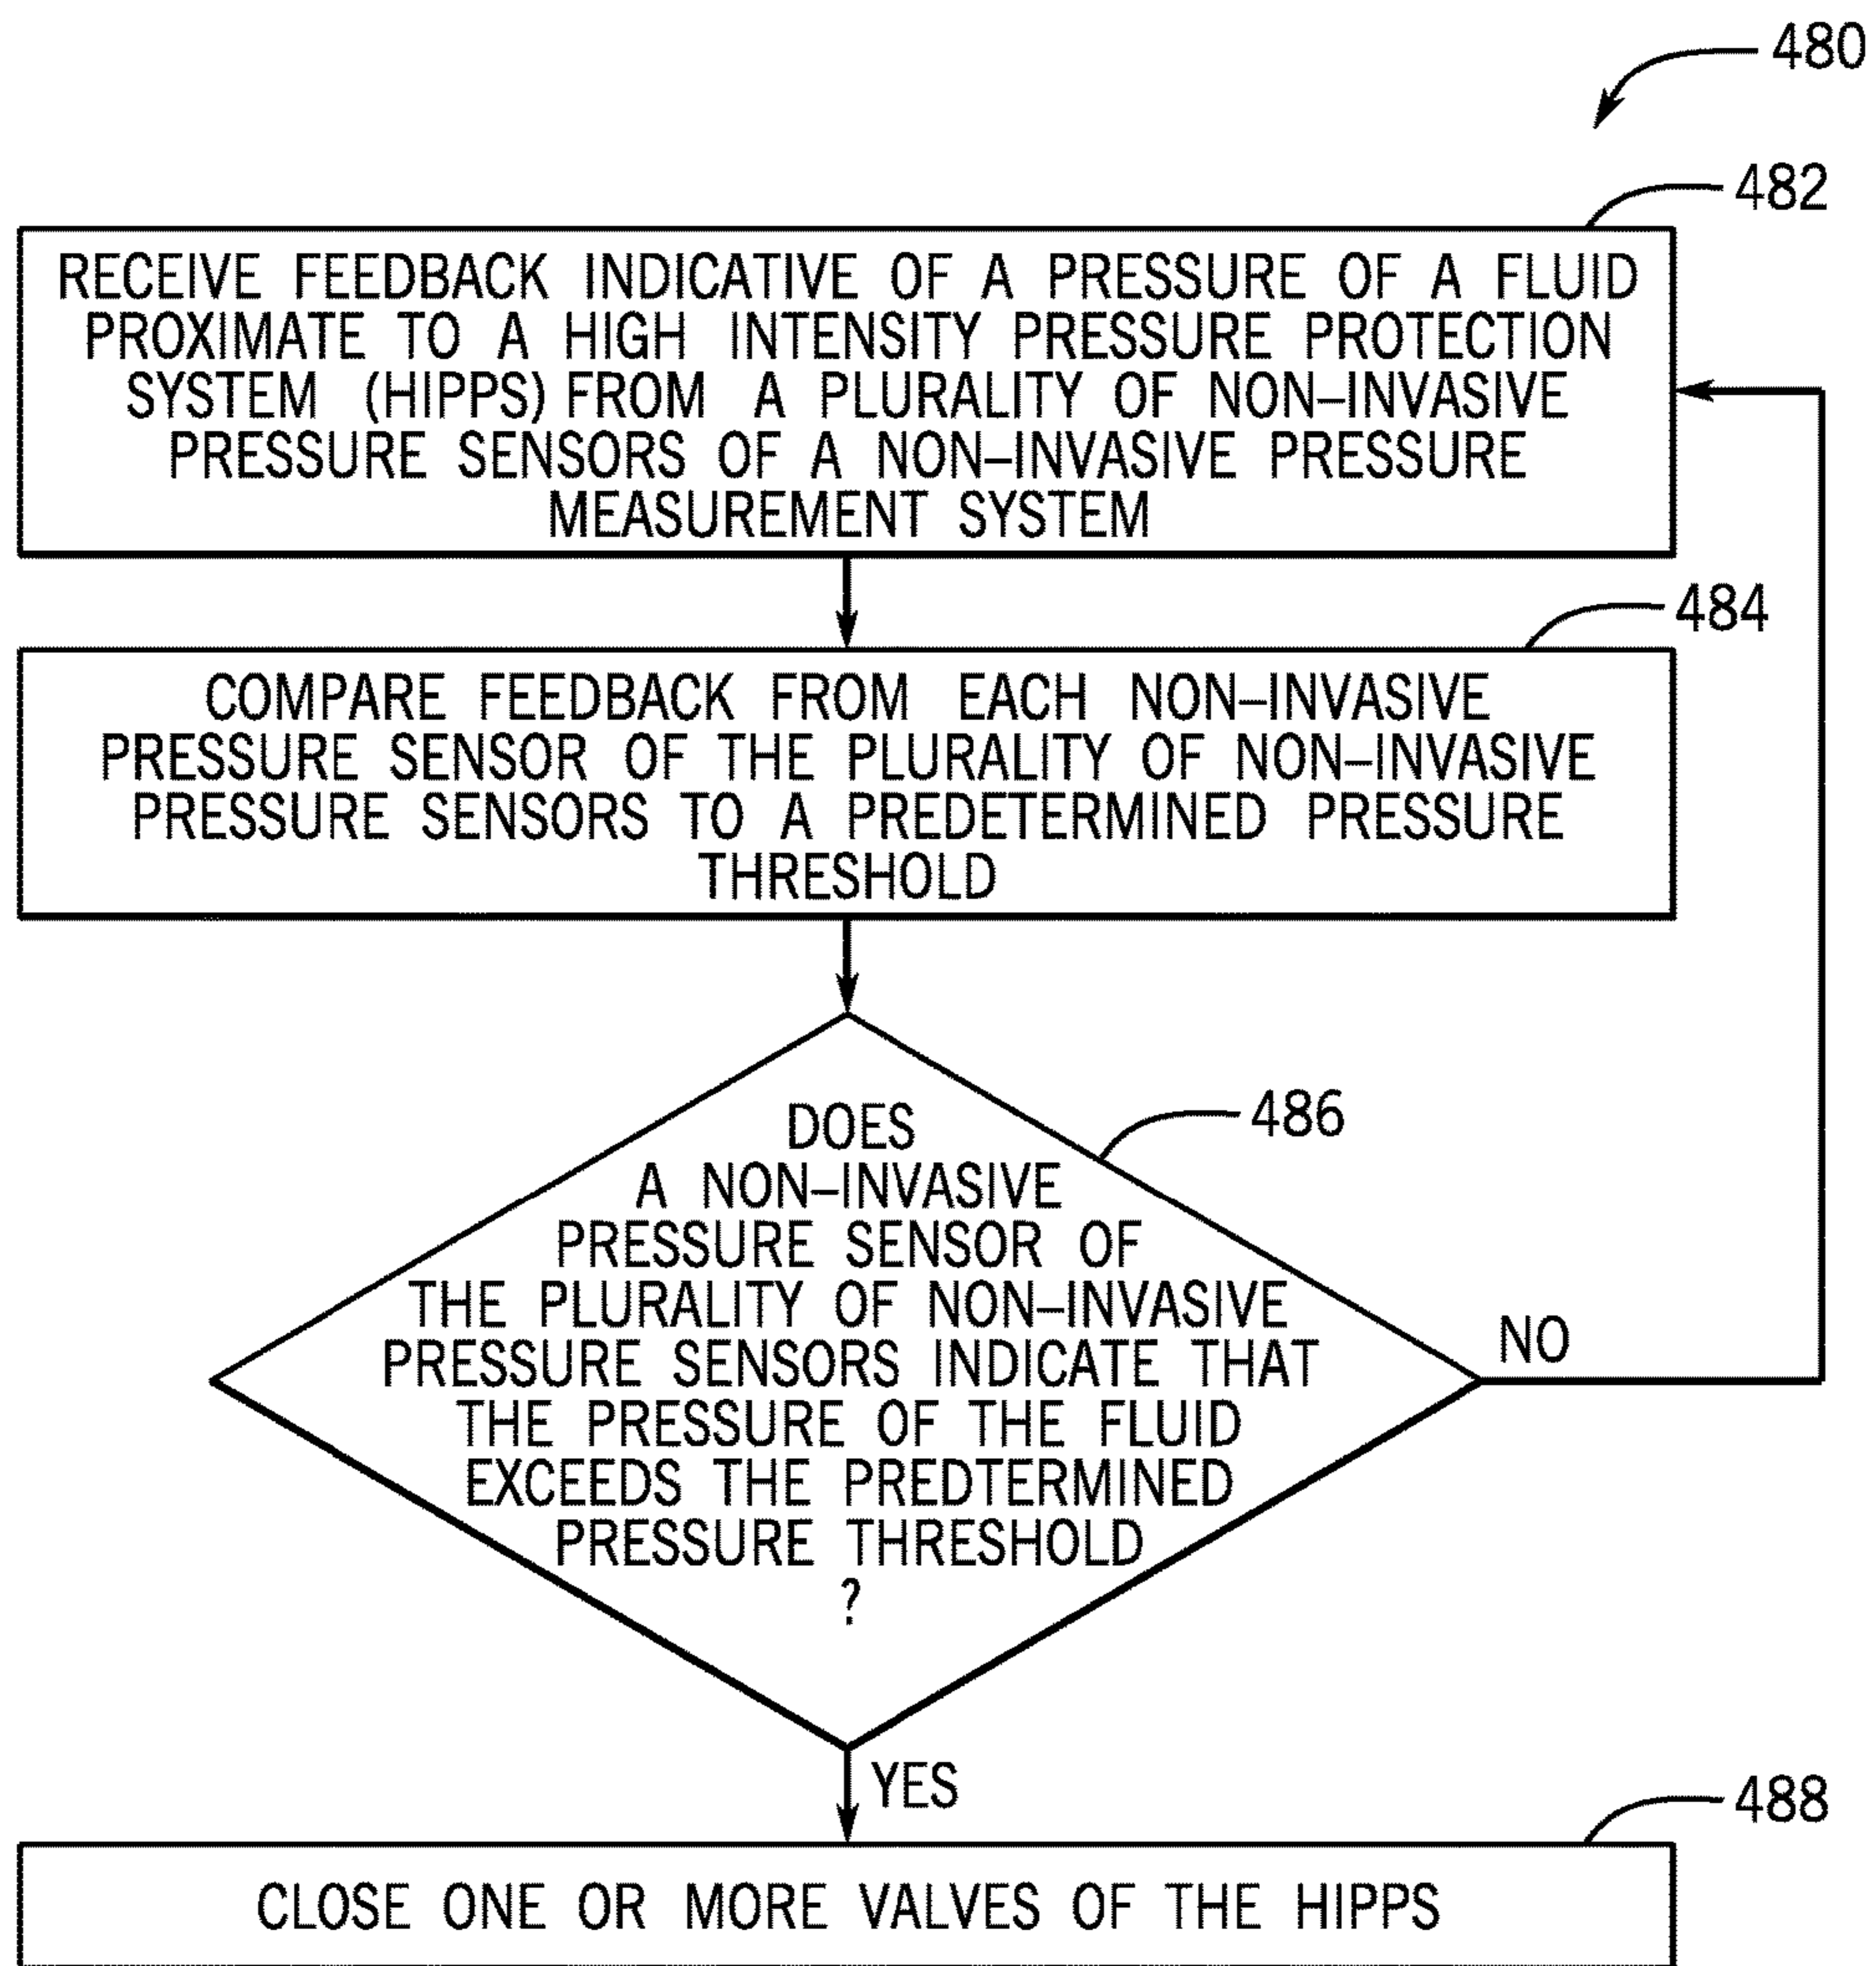 480
482
RECEIVE FEEDBACK INDICATIVE OF A PRESSURE OF A FLUID
PROXIMATE TO A HIGH INTENSITY PRESSURE PROTECTION
SYSTEM (HIPPS) FROM A PLURALITY OF NON–INVASIVE
PRESSURE SENSORS OF A NON–INVASIVE PRESSURE
MEASUREMENT SYSTEM
484
COMPARE FEEDBACK FROM EACH NON–INVASIVE
PRESSURE SENSOR OF THE PLURALITY OF NON–INVASIVE
PRESSURE SENSORS TO A PREDETERMINED PRESSURE
THRESHOLD
486
DOES
A NON–INVASIVE
PRESSURE SENSOR OF
THE PLURALITY OF NON–INVASIVE
PRESSURE SENSORS INDICATE THAT
THE PRESSURE OF THE FLUID
EXCEEDS THE PREDTERMINED
PRESSURE THRESHOLD
?
NO
YES
488
CLOSE ONE OR MORE VALVES OF THE HIPPS